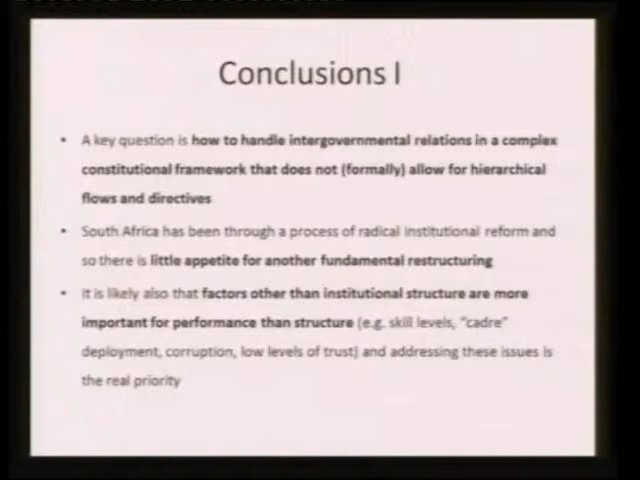 Conclusions I
• A key question is how to handle intergovernmental relations in a complex
constitutional framework that does not (formally) allow for hierarchical
flows and directives
• South Africa has been through a process of radical institutional reform and
so there is little appetite for another fundamental restructuring
• It is likely also that factors other than institutional structure are more
important for performance than structure (e.g. skill levels, "cadre"
deployment, corruption, low levels of trust) and addressing these issues is
the real priority